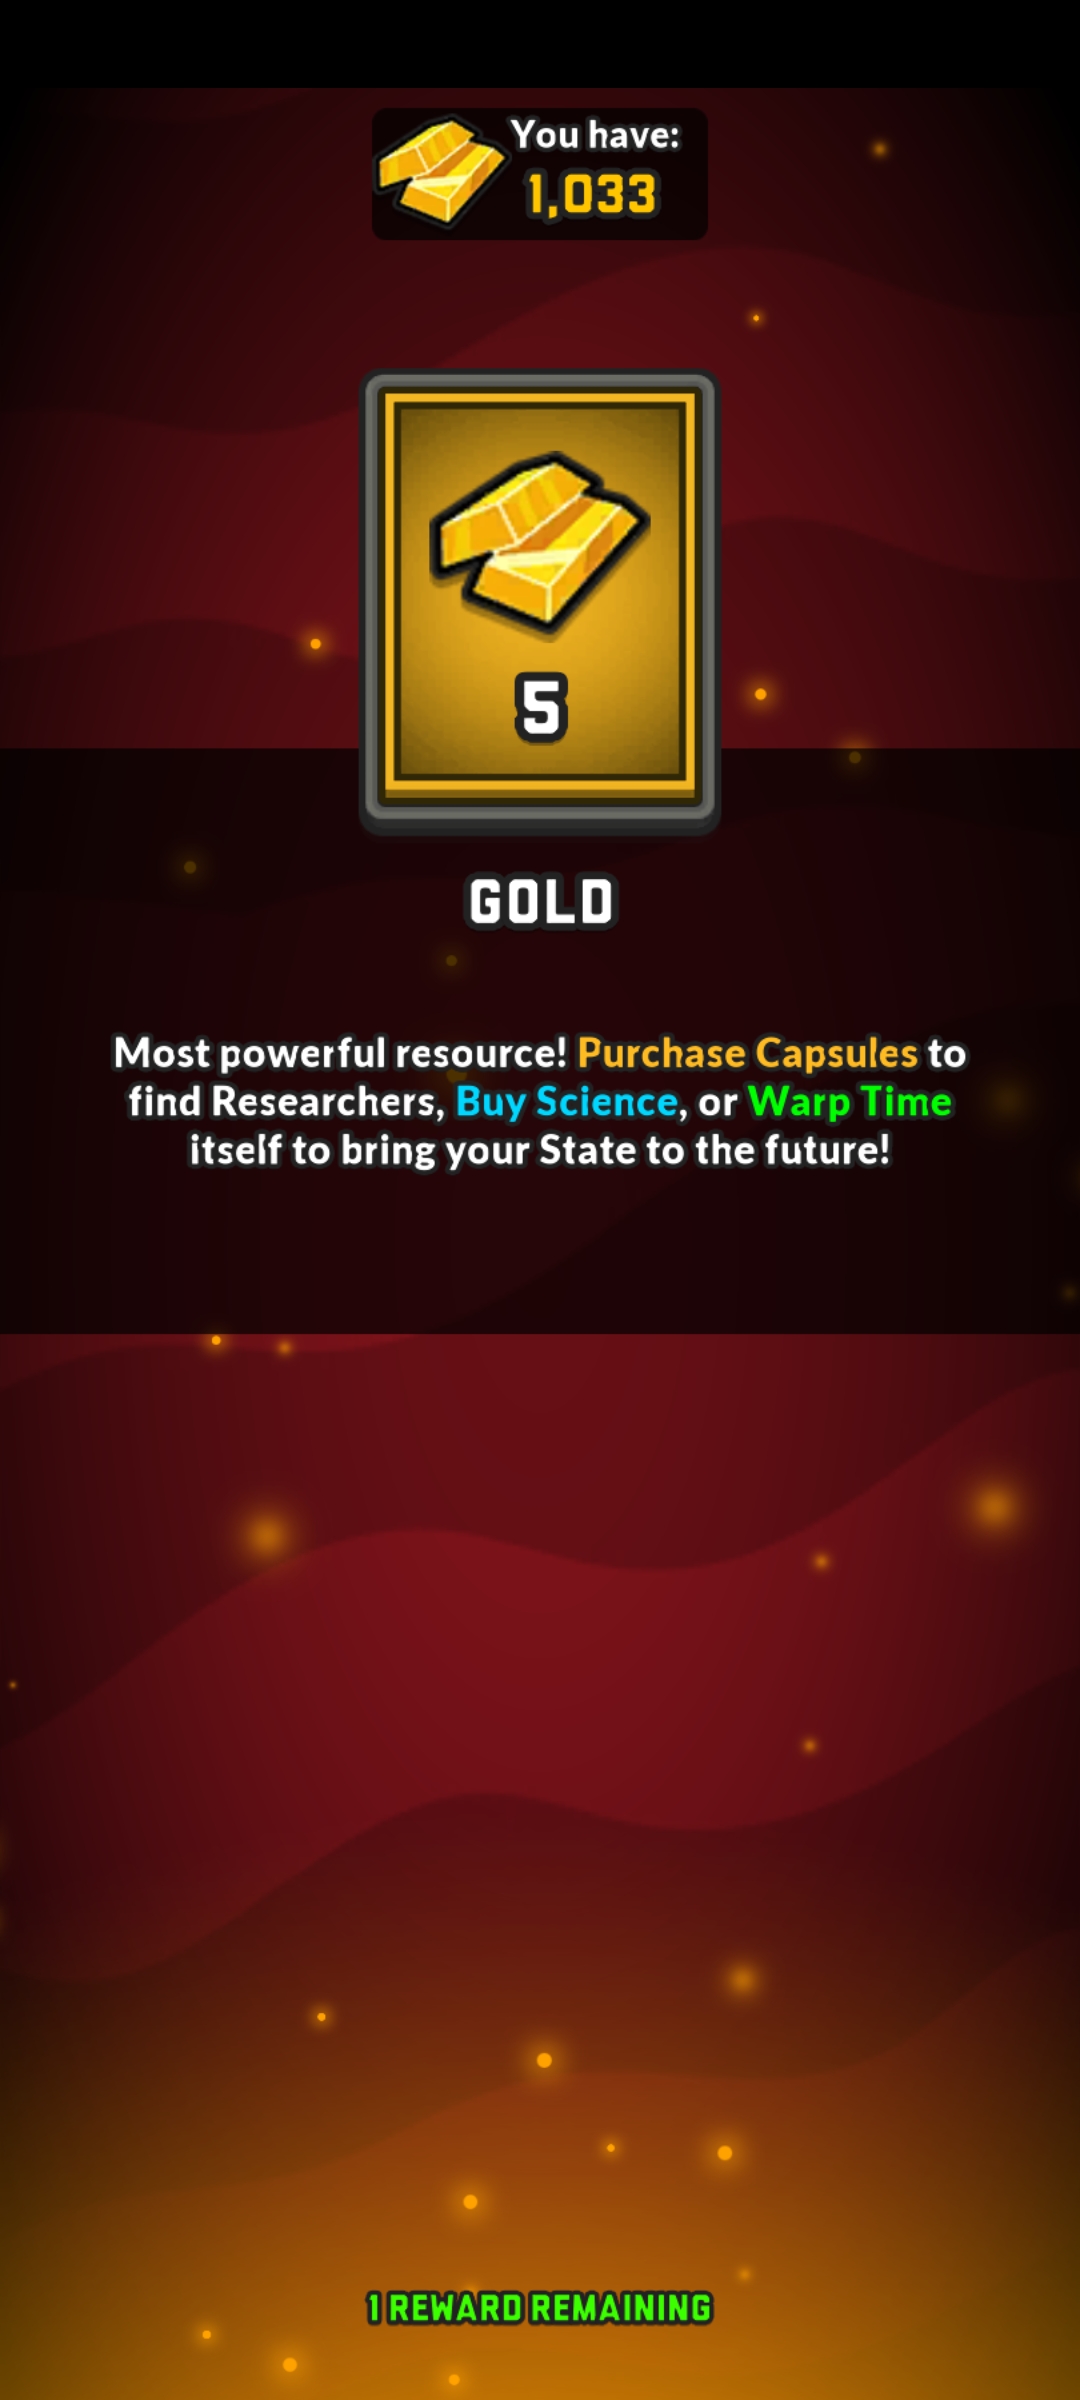 You have:
1,033
5
GOLD
Most powerful resource! Purchase Capsules to
find Researchers, Buy Science, or Warp Time
itself to bring your State to the future!
1 REWARD REMAINING